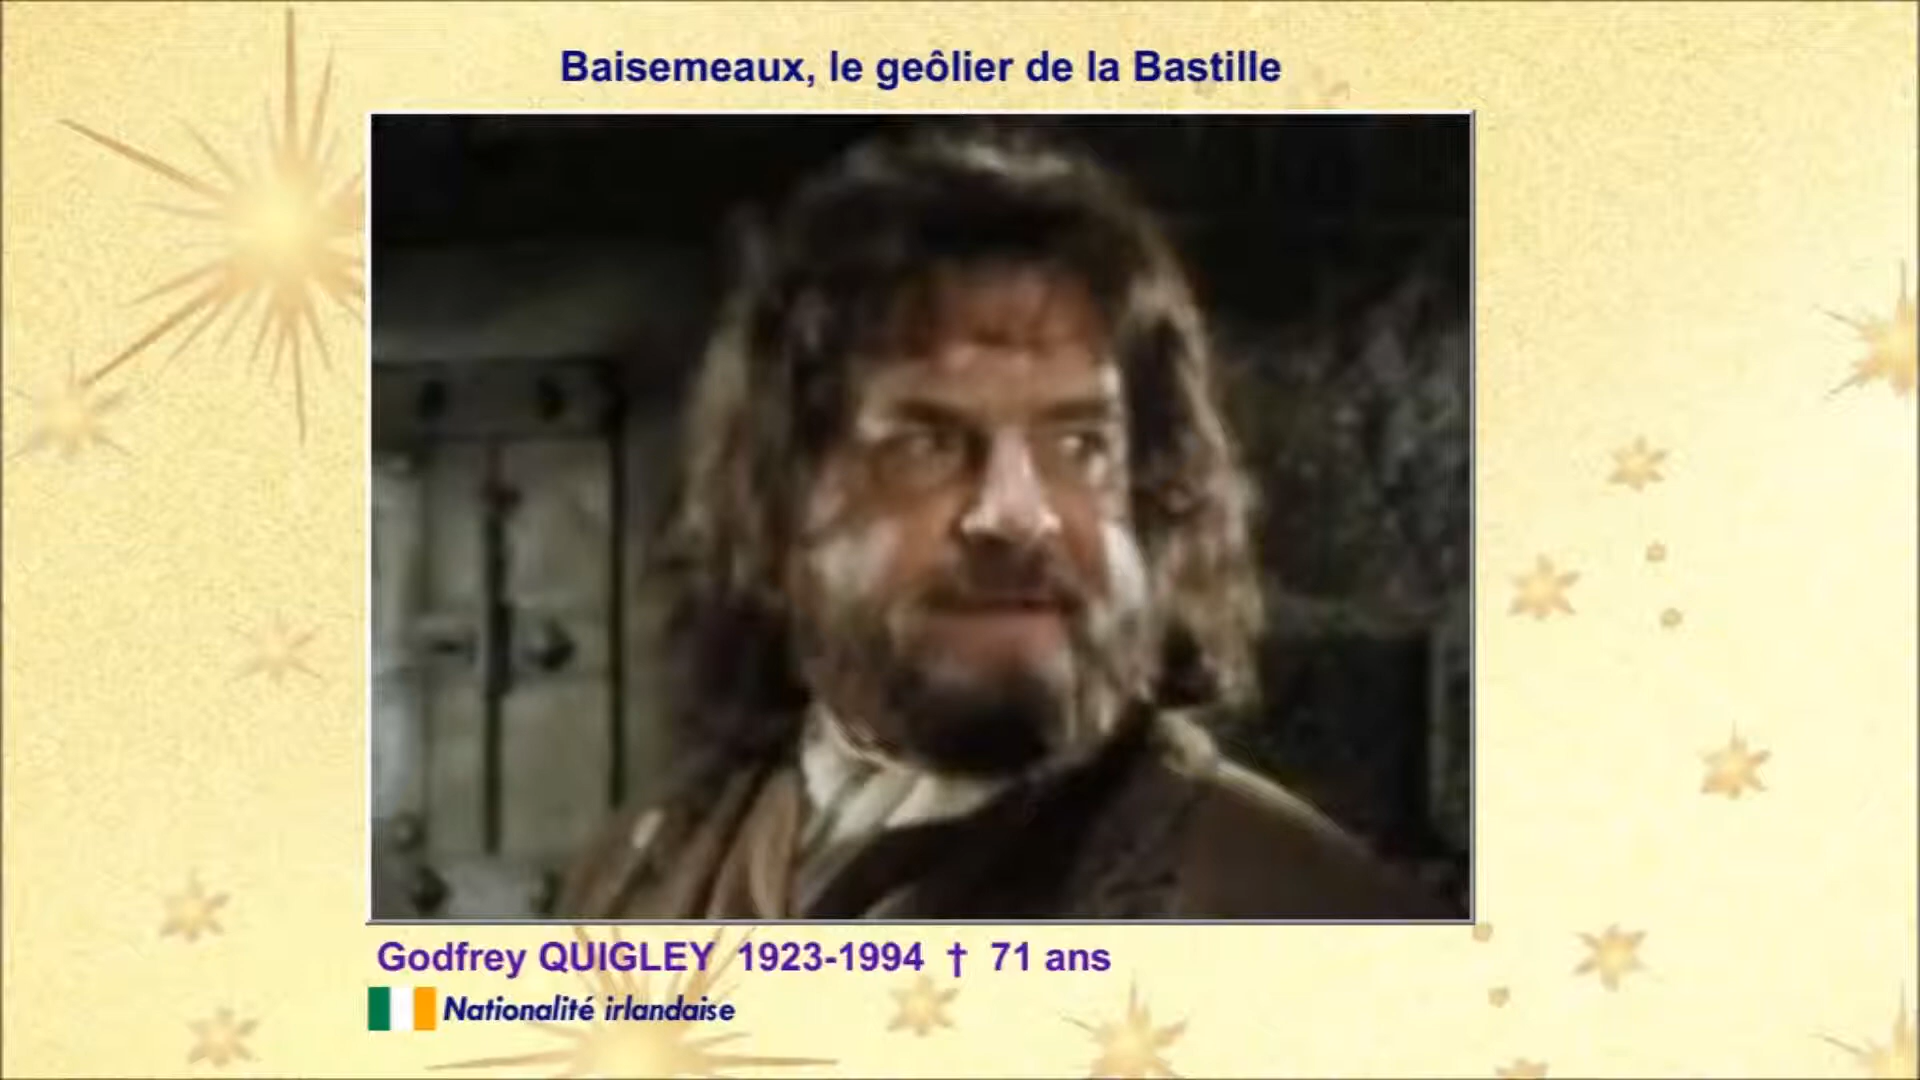 Baisemeaux, le geôlier de la Bastille
Godfrey QUIGLEY 1923-1994 † 71 ans
Nationalité irlandaise